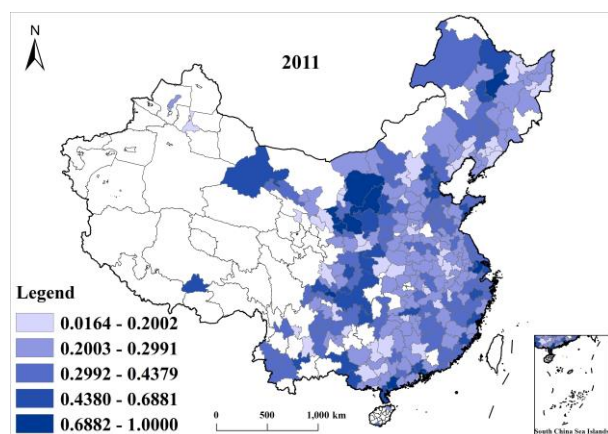 N
2011
Legend
0.0164 - 0.2002
0.2003 - 0.2991
0.2992 - 0.4379
0.4380 - 0.6881
0.6882 - 1.0000
0 500 1,000 km
South China Sea Islands